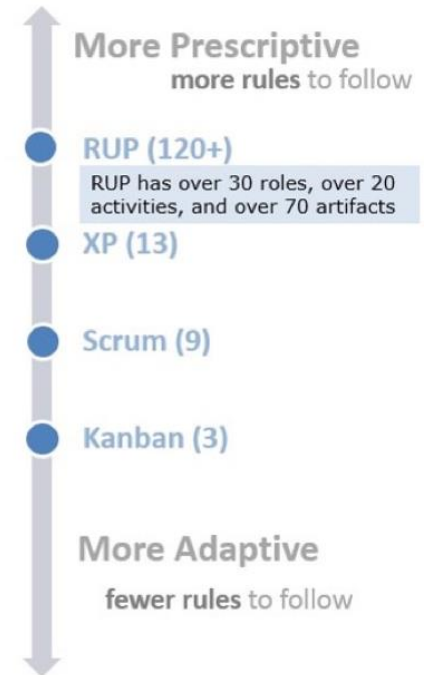 More Prescriptive
more rules to follow
RUP (120+)
RUP has over 30 roles, over 20
activities, and over 70 artifacts
XP (13)
Scrum (9)
Kanban (3)
More Adaptive
fewer rules to follow